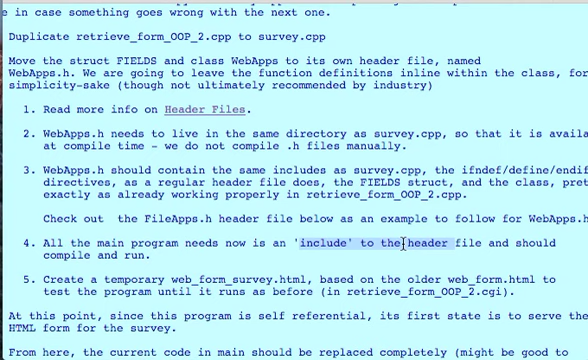 e in case something goes wrong with the next one.
Duplicate retrieve_form_OOP_2.cpp to survey.cpp
Move the struct FIELDS and class WebApps to its own header file, named
WebApps.h. We are going to leave the function definitions inline within the class, for
simplicity-sake (though not ultimately recommended by industry)
1. Read more info on Header Files.
2. WebApps.h needs to live in the same directory as survey.cpp, so that it is availa
at compile time - we do not compile .h files manually.
3. WebApps.h should contain the same includes as survey.cpp, the ifndef/define/endif
directives, as a regular header file does, the FIELDS struct, and the class, pret
exactly as already working properly in retrieve_form_OOP_2.cpp.
Check out the FileApps.h header file below as an example to follow for WebApps.h
4. All the main program needs now is an 'include' to the header file and should
compile and run.
5. Create a temporary web_form_survey.html, based on the older web_form.html to
test the program until it runs as before (in retrieve_form_OOP_2.cgi).
At this point, since this program is self referential, its first state is to serve the
HTML form for the survey.
From here, the current code in main should be replaced completely (might be good to